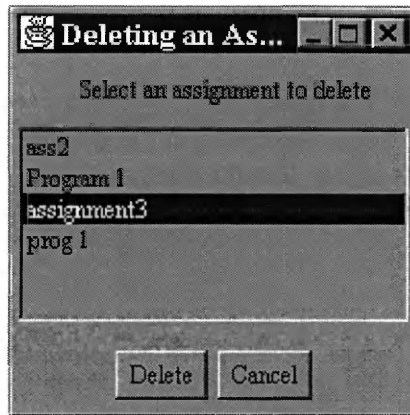 Deleting an As...
Select an assignment to delete
ass2
Program 1
assignment3
prog 1
Delete Cancel